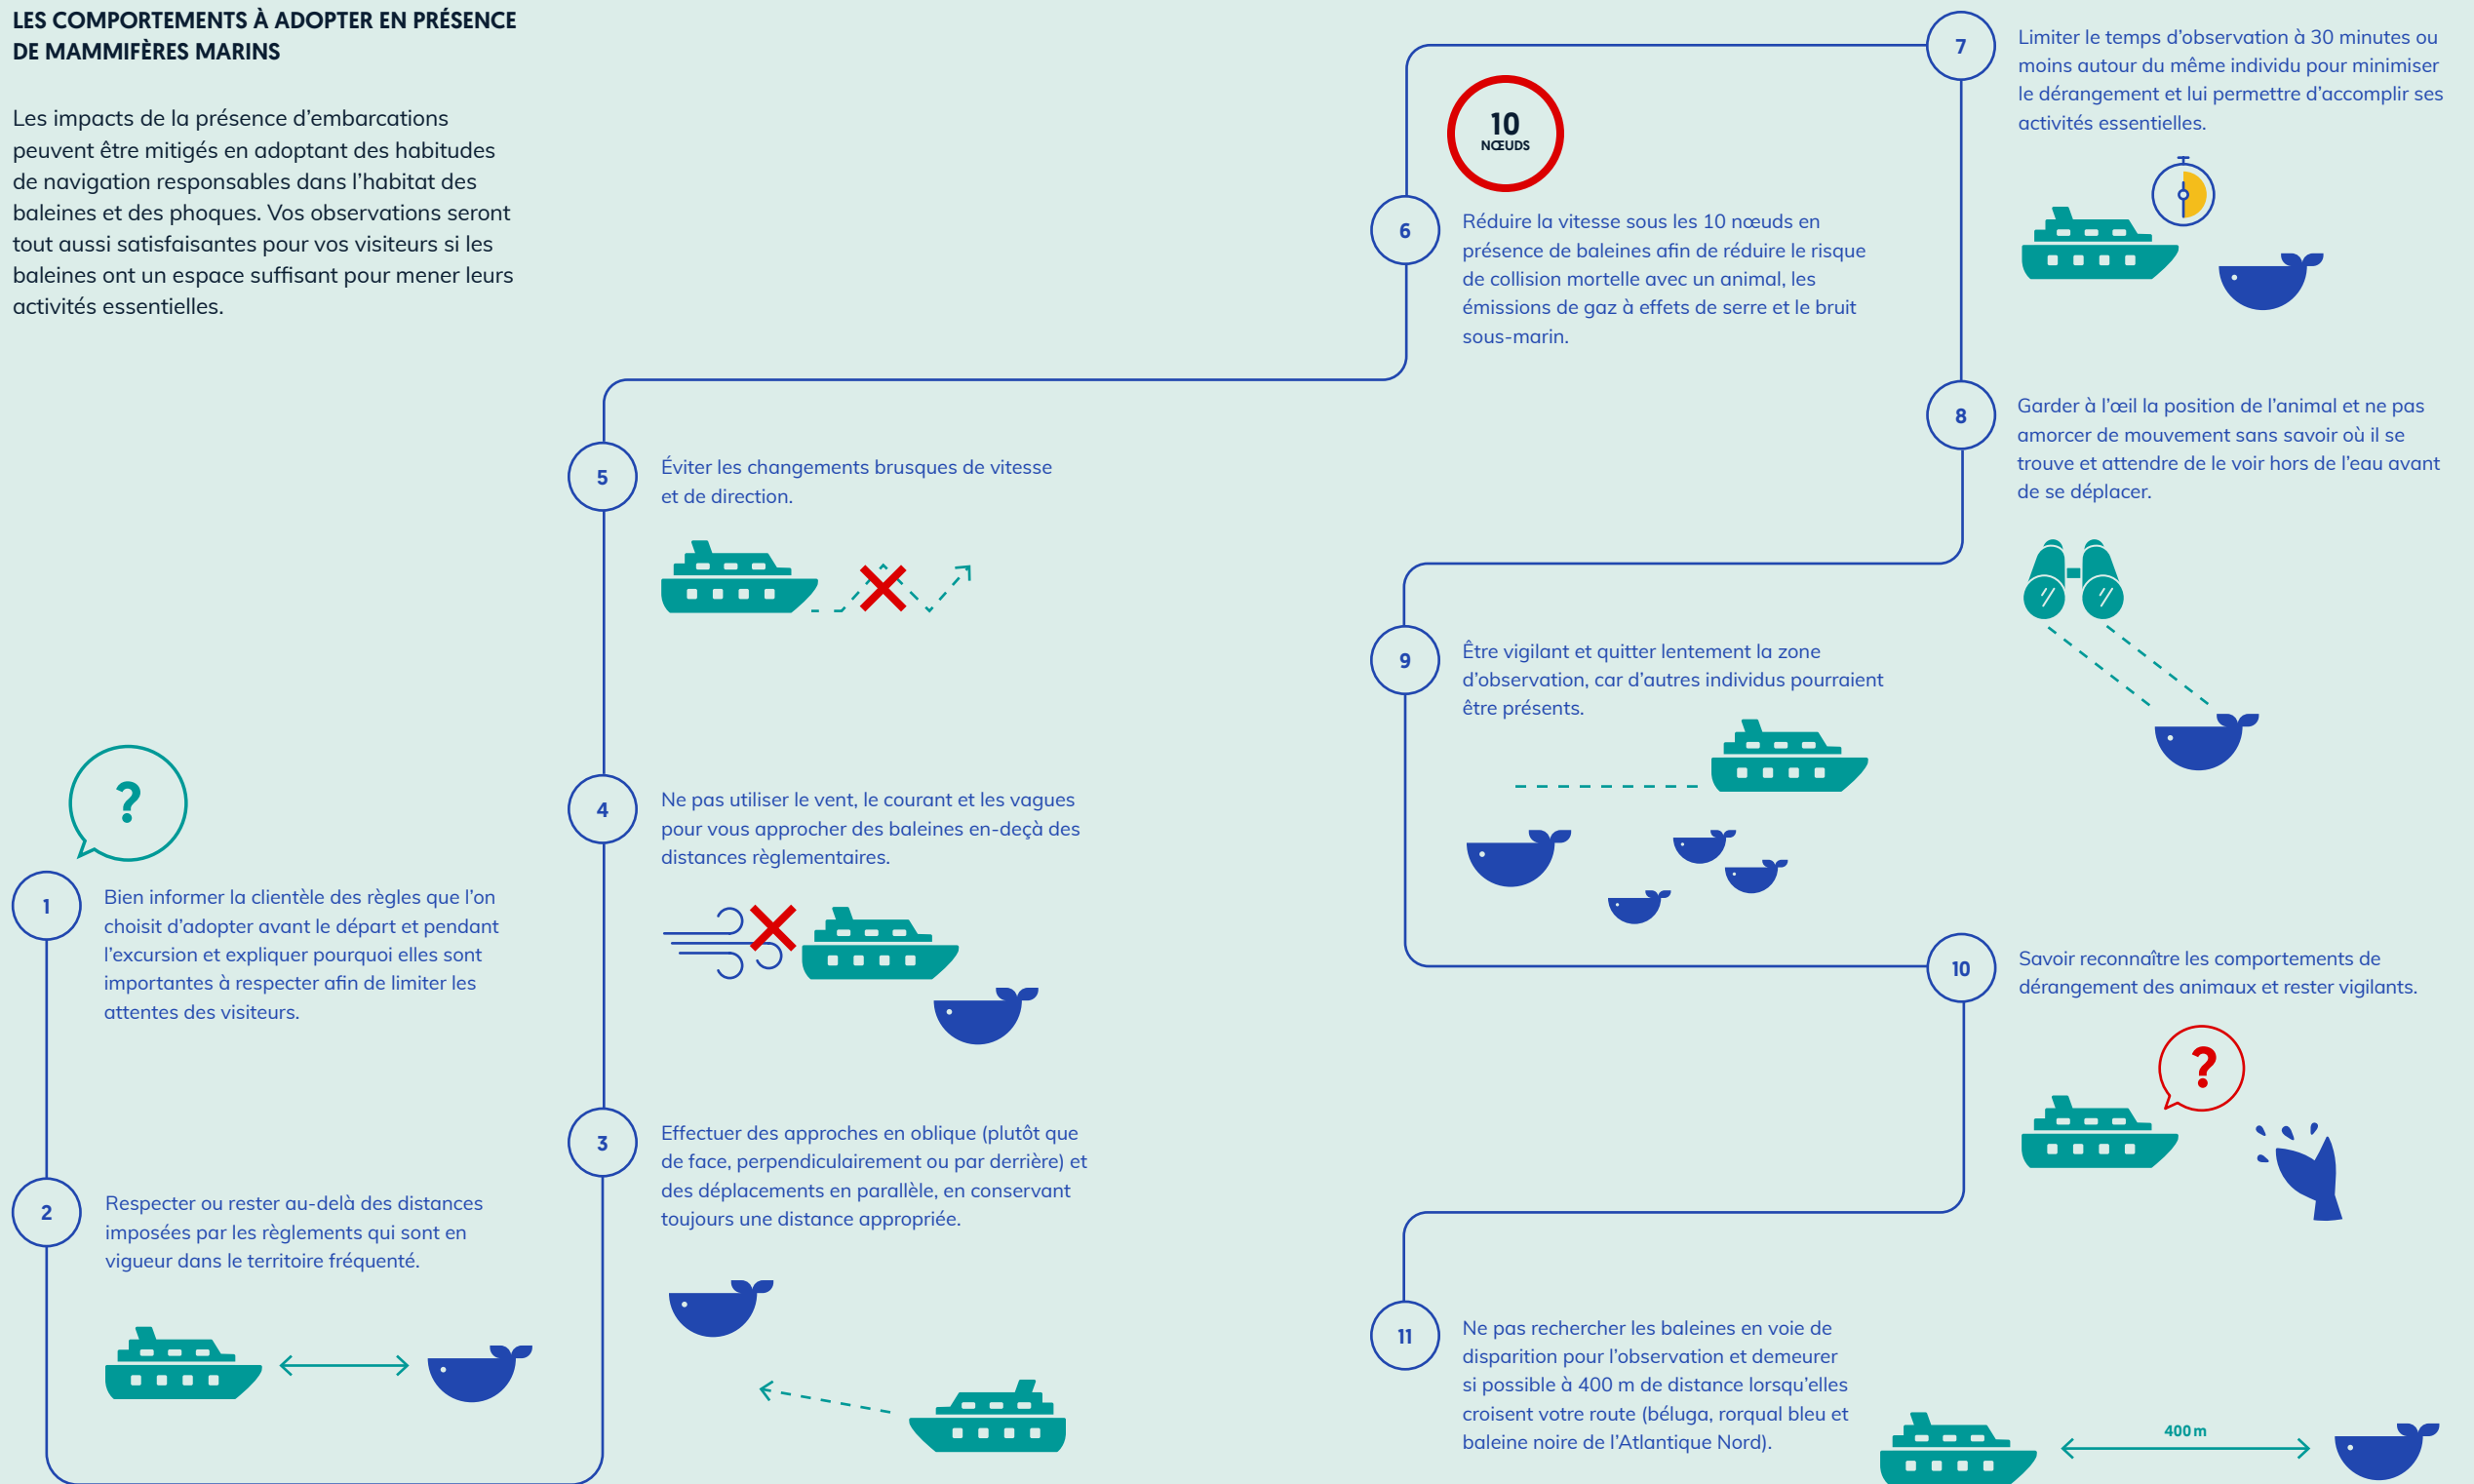 LES COMPORTEMENTS À ADOPTER EN PRÉSENCE
DE MAMMIFÈRES MARINS
Les impacts de la présence d’embarcations
peuvent être mitigés en adoptant des habitudes
de navigation responsables dans l’habitat des
baleines et des phoques. Vos observations seront
tout aussi satisfaisantes pour vos visiteurs si les
baleines ont un espace suffisant pour mener leurs
activités essentielles.
?
1
Bien informer la clientèle des règles que l’on
choisit d’adopter avant le départ et pendant
l’excursion et expliquer pourquoi elles sont
importantes à respecter afin de limiter les
attentes des visiteurs.
2
Respecter ou rester au-delà des distances
imposées par les règlements qui sont en
vigueur dans le territoire fréquenté.
3
Effectuer des approches en oblique (plutôt que
de face, perpendiculairement ou par derrière) et
des déplacements en parallèle, en conservant
toujours une distance appropriée.
4
Ne pas utiliser le vent, le courant et les vagues
pour vous approcher des baleines en-deçà des
distances règlementaires.
5
Éviter les changements brusques de vitesse
et de direction.
10
NŒUDS
6
Réduire la vitesse sous les 10 nœuds en
présence de baleines afin de réduire le risque
de collision mortelle avec un animal, les
émissions de gaz à effets de serre et le bruit
sous-marin.
7
Limiter le temps d’observation à 30 minutes ou
moins autour du même individu pour minimiser
le dérangement et lui permettre d’accomplir ses
activités essentielles.
8
Garder à l’œil la position de l’animal et ne pas
amorcer de mouvement sans savoir où il se
trouve et attendre de le voir hors de l’eau avant
de se déplacer.
9
Être vigilant et quitter lentement la zone
d’observation, car d’autres individus pourraient
être présents.
10
Savoir reconnaître les comportements de
dérangement des animaux et rester vigilants.
?
11
Ne pas rechercher les baleines en voie de
disparition pour l’observation et demeurer
si possible à 400 m de distance lorsqu’elles
croisent votre route (béluga, rorqual bleu et
baleine noire de l’Atlantique Nord).
400 m